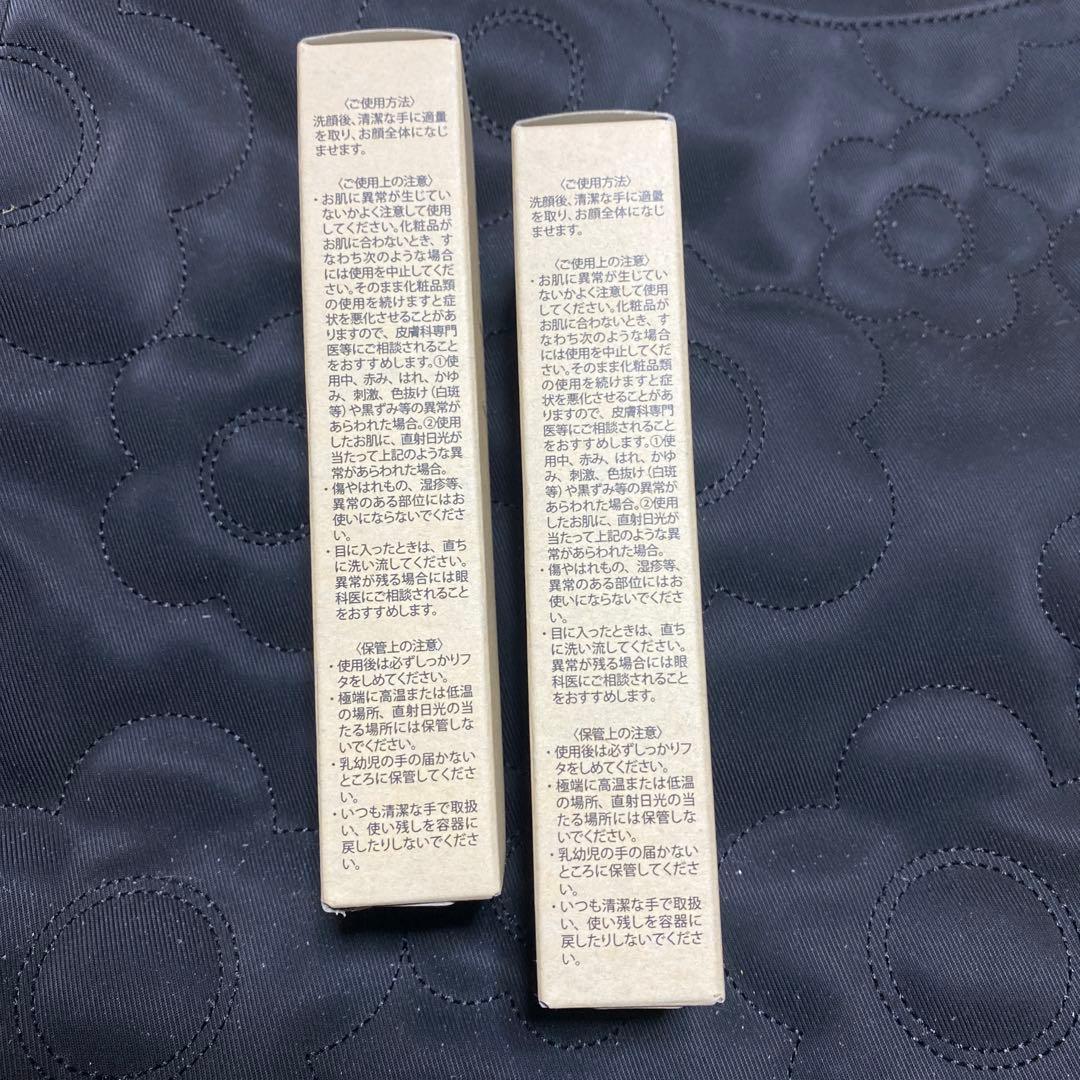 〈ご使用方法〉
洗顔後、清潔な手に適量
を取り、お顔全体になじ
ませます。
〈ご使用上の注意〉
・お肌に異常が生じてい
ないかよく注意して使用
してください。化粧品が
お肌に合わないとき、す
なわち次のような場合
には使用を中止してくだ
さい。そのまま化粧品類
の使用を続けますと症
状を悪化させることがあ
りますので、皮膚科専門
医等にご相談されること
をおすすめします。①使
用中、赤み、はれ、かゆ
み、刺激、色抜け（白斑
等）や黒ずみ等の異常が
あらわれた場合。②使用
したお肌に、直射日光が
当たって上記のような異
常があらわれた場合。
・傷やはれもの、湿疹等、
異常のある部位にはお
使いにならないでくださ
い。
・目に入ったときは、直ち
に洗い流してください。
異常が残る場合には眼
科医にご相談されること
をおすすめします。
〈保管上の注意〉
・使用後は必ずしっかりフ
タをしめてください。
・極端に高温または低温
の場所、直射日光の当
たる場所には保管しな
いでください。
・乳幼児の手の届かない
ところに保管してくださ
い。
・いつも清潔な手で取扱
い、使い残しを容器に
戻したりしないでくださ
い。
〈ご使用方法〉
洗顔後、清潔な手に適量
を取り、お顔全体になじ
ませます。
〈ご使用上の注意〉
・お肌に異常が生じてい
ないかよく注意して使用
してください。化粧品が
お肌に合わないとき、す
なわち次のような場合
には使用を中止してくだ
さい。そのまま化粧品類
の使用を続けますと症
状を悪化させることがあ
りますので、皮膚科専門
医等にご相談されること
をおすすめします。①使
用中、赤み、はれ、かゆ
み、刺激、色抜け（白斑
等）や黒ずみ等の異常が
あらわれた場合。②使用
したお肌に、直射日光が
当たって上記のような異
常があらわれた場合。
・傷やはれもの、湿疹等、
異常のある部位にはお
使いにならないでくださ
い。
・目に入ったときは、直ち
に洗い流してください。
異常が残る場合には眼
科医にご相談されること
をおすすめします。
〈保管上の注意〉
・使用後は必ずしっかりフ
タをしめてください。
・極端に高温または低温
の場所、直射日光の当
たる場所には保管しな
いでください。
・乳幼児の手の届かない
ところに保管してくださ
い。
・いつも清潔な手で取扱
い、使い残しを容器に
戻したりしないでくださ
い。